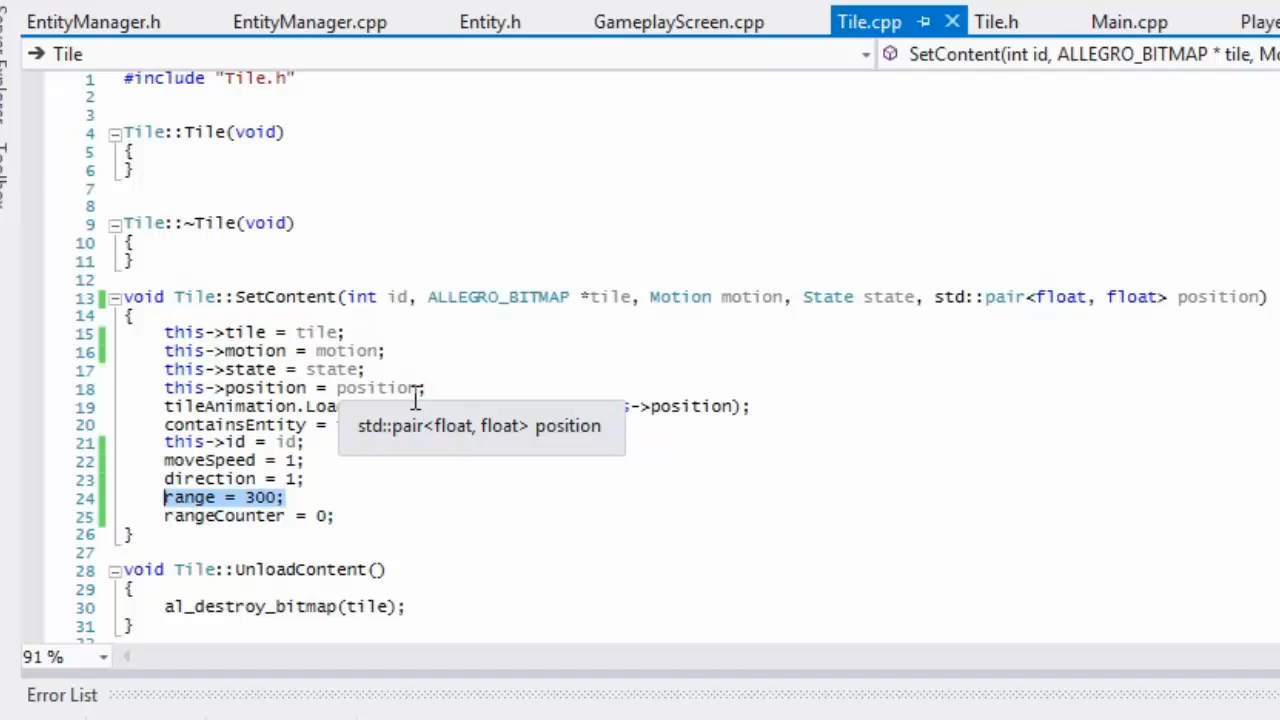 EntityManager.h EntityManager.cpp Entity.h GameplayScreen.cpp Tile.cpp Tile.h Main.cpp Playe
Tile SetContent(int id, ALLEGRO_BITMAP * tile, Mo
Server Explorer
Toolbox
1 #include "Tile.h"
2
3
4 Tile::Tile(void)
5 {
6 }
7
8
9 Tile::~Tile(void)
10 {
11 }
12
13 void Tile::SetContent(int id, ALLEGRO_BITMAP *tile, Motion motion, State state, std::pair<float, float> position)
14 {
15 this->tile = tile;
16 this->motion = motion;
17 this->state = state;
18 this->position = position;
19 tileAnimation.Loa s->position);
std::pair<float, float> position
20 containsEntity =
21 this->id = id;
22 moveSpeed = 1;
23 direction = 1;
24 range = 300;
25 rangeCounter = 0;
26 }
27
28 void Tile::UnloadContent()
29 {
30 al_destroy_bitmap(tile);
31 }
91 %
Error List